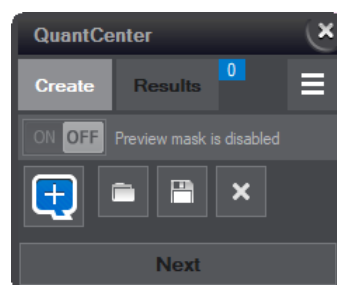 QuantCenter
Create Results 0
ON OFF Preview mask is disabled
Next